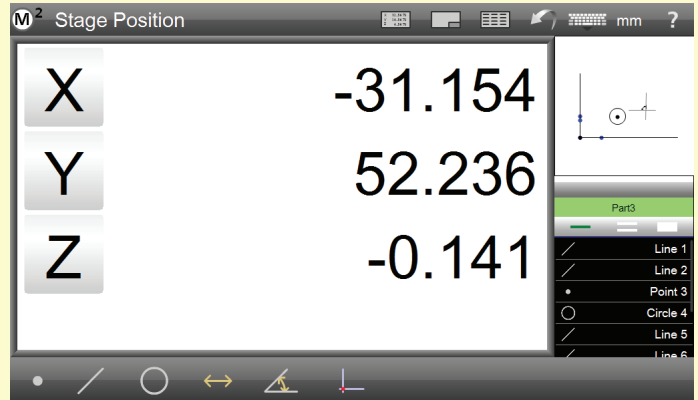 M² Stage Position mm ?
X -31.154
Y 52.236
Z -0.141
Part3
Line 1
Line 2
Point 3
Circle 4
Line 5
Line 6